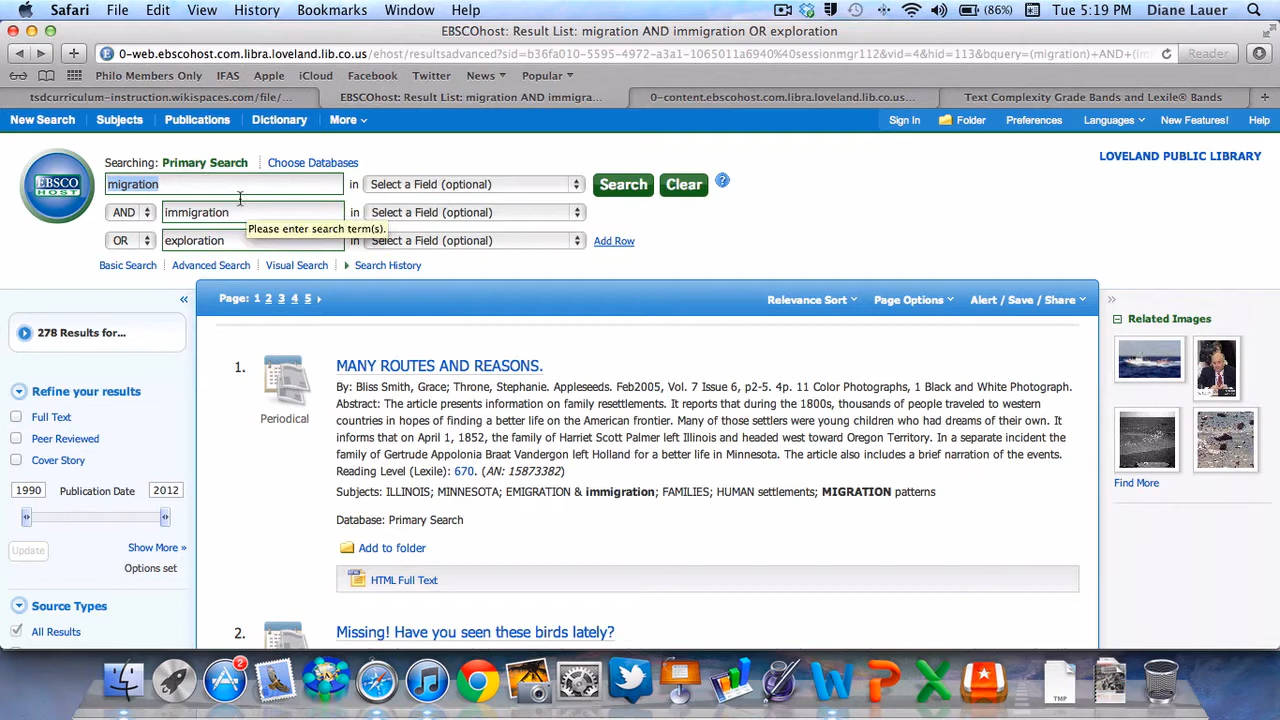 Safari File Edit View History Bookmarks Window Help (86%) Tue 5:19 PM Diane Lauer
EBSCOhost: Result List: migration AND immigration OR exploration
0-web.ebscohost.com.libra.loveland.lib.co.us/ehost/resultsadvanced?sid=b36fa010-5595-4972-a3a1-1065011a6940%40sessionmgr112&vid=4&hid=113&bquery=(migration)+AND+(im Reader
Philo Members Only IFAS Apple iCloud Facebook Twitter News Popular
tsdcurriculum-instruction.wikispaces.com/file/... EBSCOhost: Result List: migration AND immigra... 0-content.ebscohost.com.libra.loveland.lib.co.us... Text Complexity Grade Bands and Lexile® Bands
New Search Subjects Publications Dictionary More Sign In Folder Preferences Languages New Features! Help
EBSCO HOST
Searching: Primary Search Choose Databases
LOVELAND PUBLIC LIBRARY
migration in Select a Field (optional) Search Clear ?
AND immigration in Select a Field (optional)
Please enter search term(s).
OR exploration in Select a Field (optional) Add Row
Basic Search Advanced Search Visual Search Search History
Page: 1 2 3 4 5 Relevance Sort Page Options Alert / Save / Share
278 Results for...
Refine your results
Full Text
Peer Reviewed
Cover Story
1990 Publication Date 2012
Update Show More »
Options set
Source Types
All Results
1. MANY ROUTES AND REASONS.
Periodical
By: Bliss Smith, Grace; Throne, Stephanie. Appleseeds. Feb2005, Vol. 7 Issue 6, p2-5. 4p. 11 Color Photographs, 1 Black and White Photograph.
Abstract: The article presents information on family resettlements. It reports that during the 1800s, thousands of people traveled to western
countries in hopes of finding a better life on the American frontier. Many of those settlers were young children who had dreams of their own. It
informs that on April 1, 1852, the family of Harriet Scott Palmer left Illinois and headed west toward Oregon Territory. In a separate incident the
family of Gertrude Appolonia Braat Vandergon left Holland for a better life in Minnesota. The article also includes a brief narration of the events.
Reading Level (Lexile): 670. (AN: 15873382)
Subjects: ILLINOIS; MINNESOTA; EMIGRATION & immigration; FAMILIES; HUMAN settlements; MIGRATION patterns
Database: Primary Search
Add to folder
HTML Full Text
2. Missing! Have you seen these birds lately?
Related Images
Find More
2
TMP